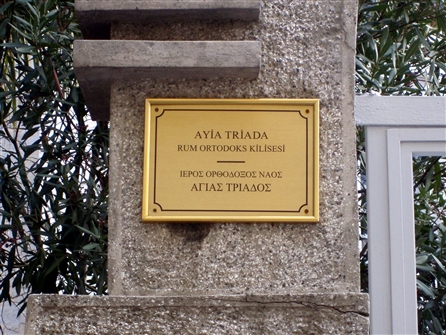 AYİA TRİADA
RUM ORTODOKS KİLİSESİ
ΙΕΡΟΣ ΟΡΘΟΔΟΞΟΣ ΝΑΟΣ
ΑΓΙΑΣ ΤΡΙΑΔΟΣ